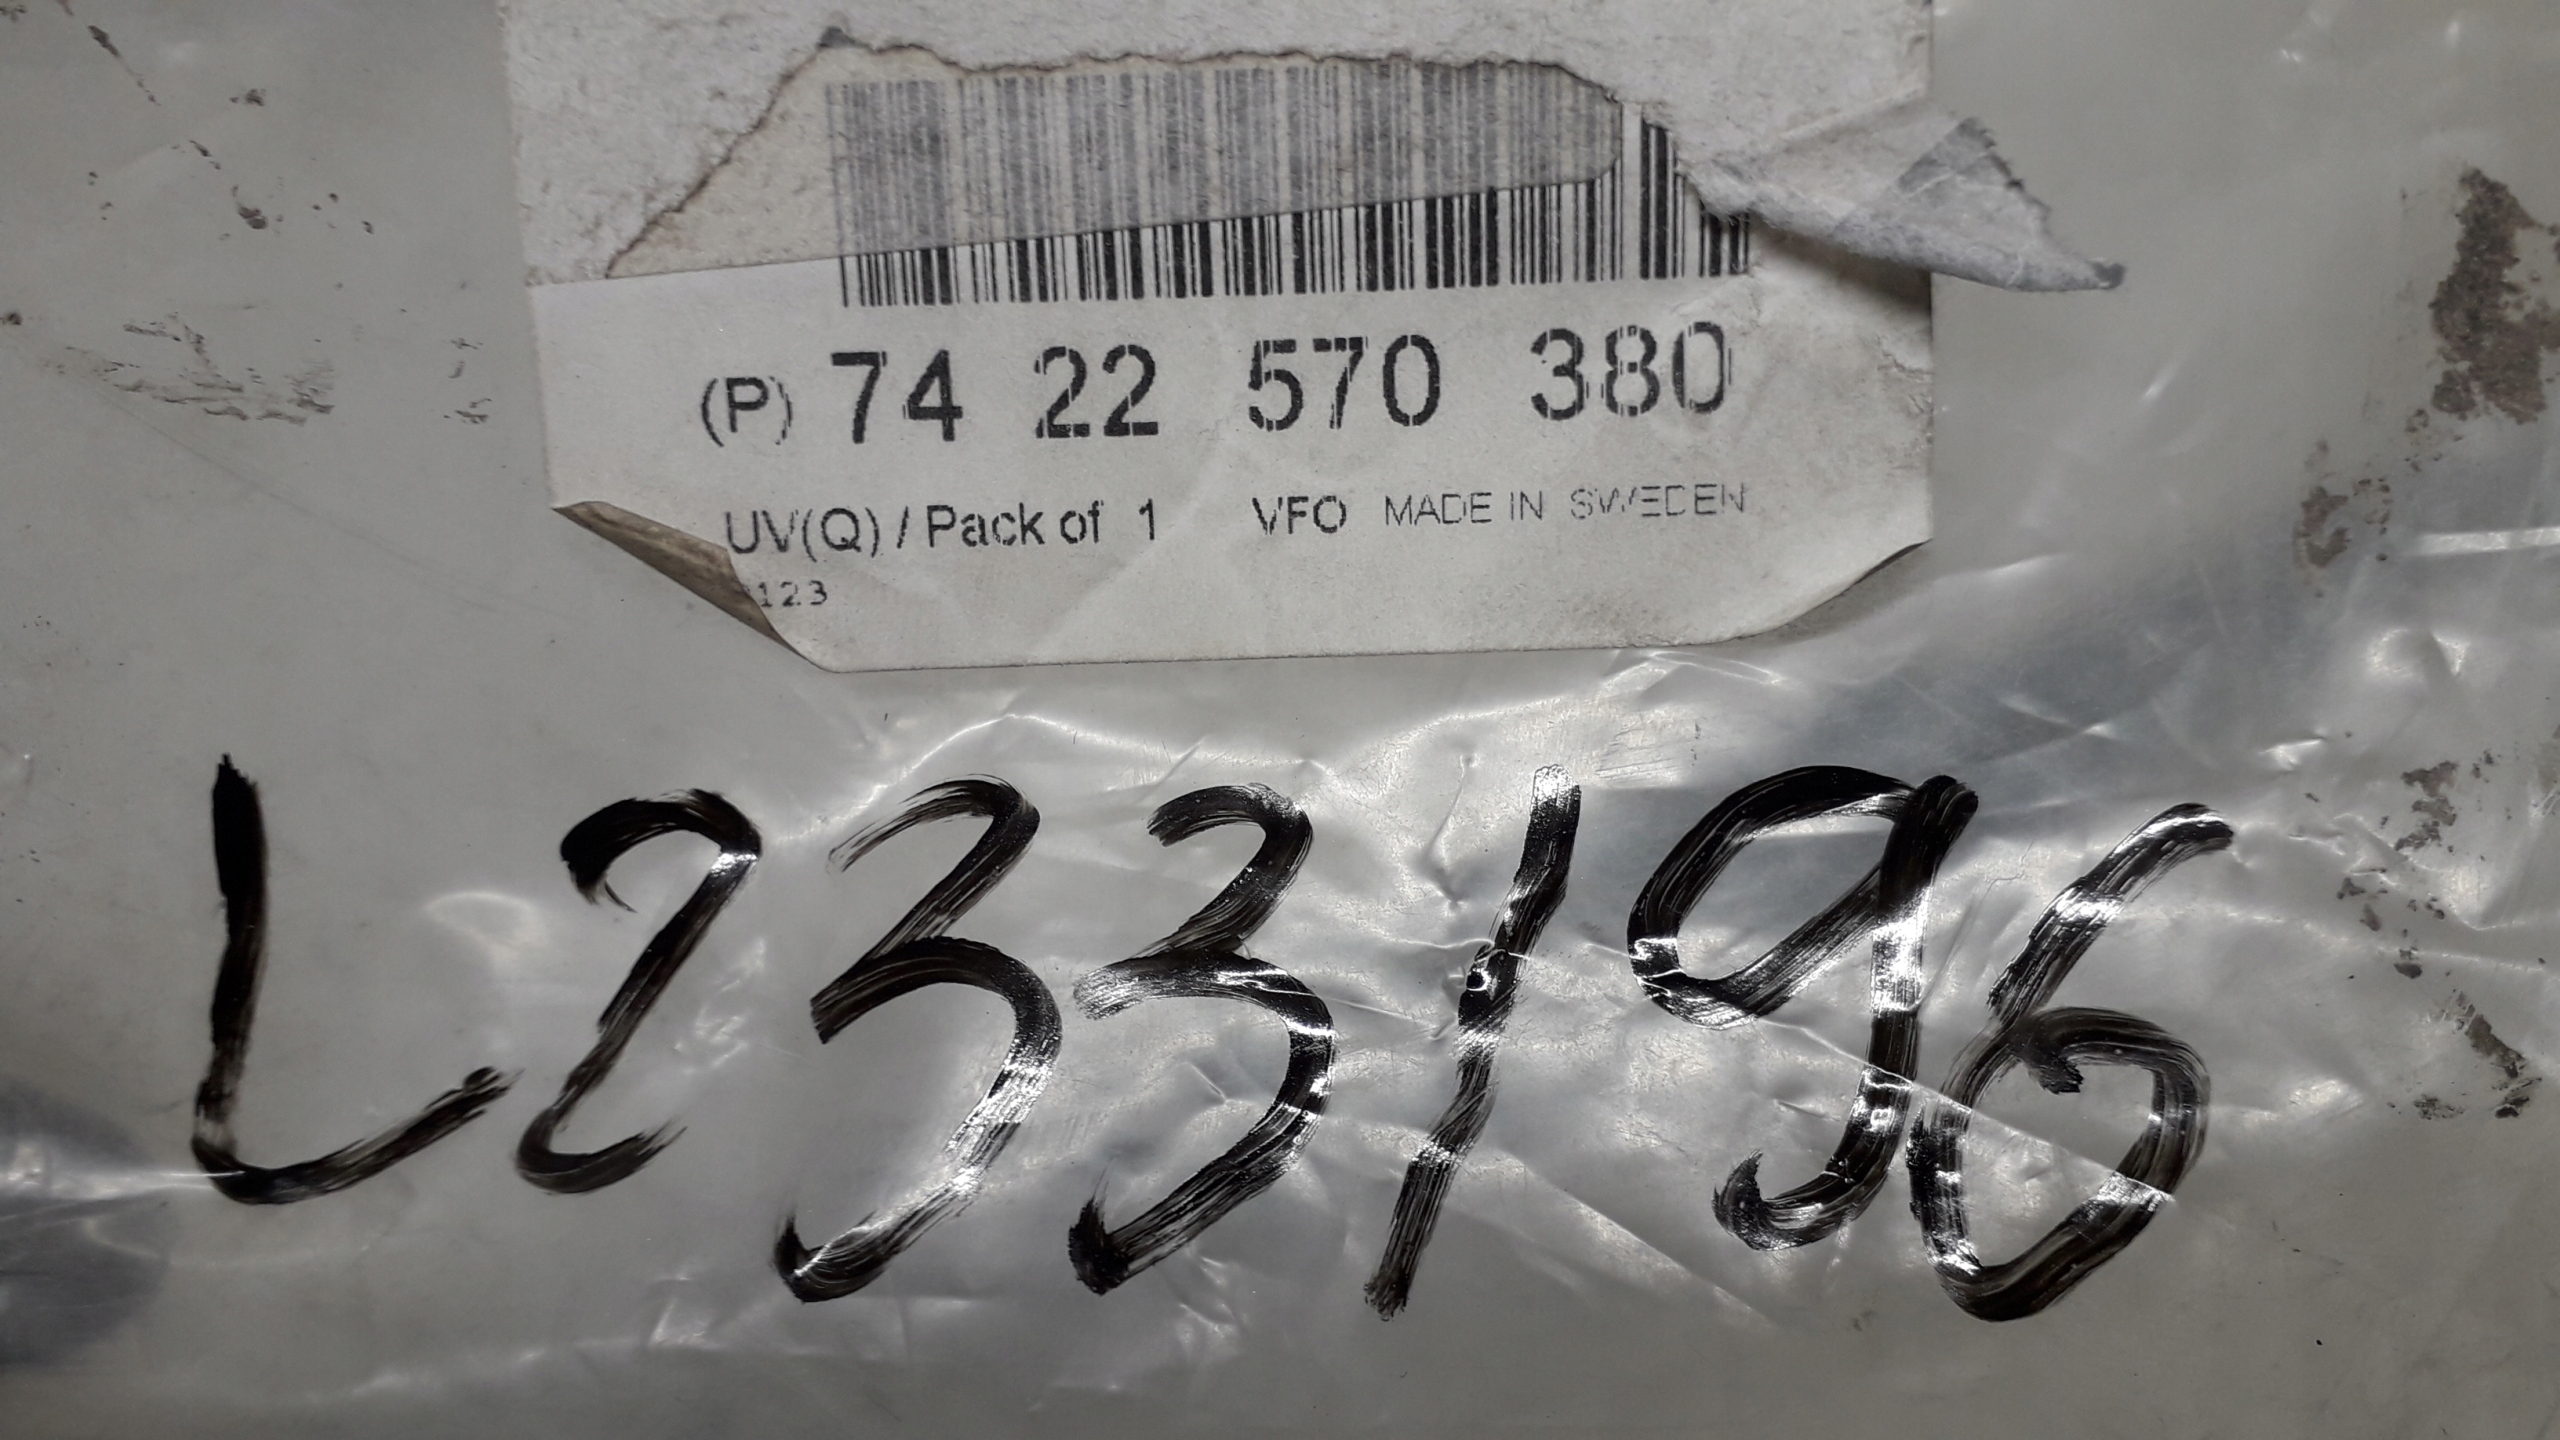 (P) 74 22 570 380
UV(Q) / Pack of 1 VFO MADE IN SWEDEN
123
L233196